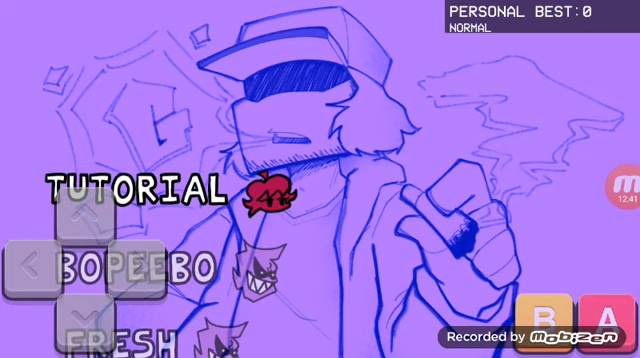 PERSONAL BEST:0
NORMAL
G
TUTORIAL
12:41
BOPEEBO
FRESH
B A
Recorded by mobizen